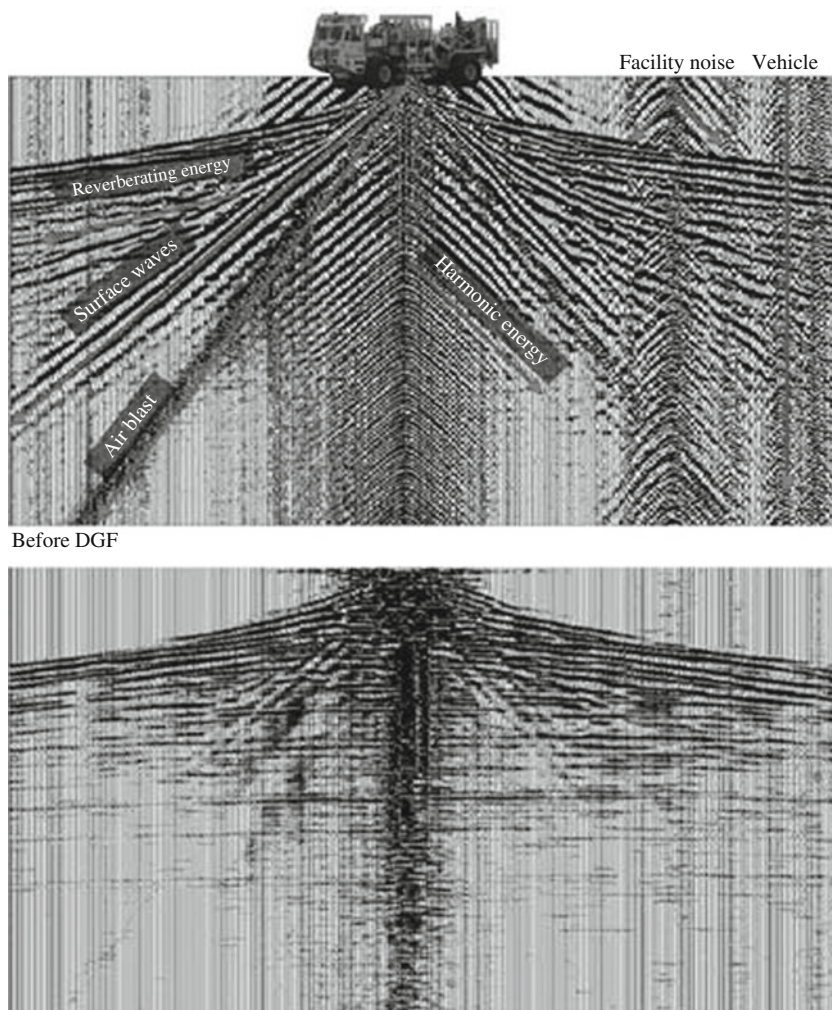 Facility noise Vehicle
Reverberating energy
Surface waves
Harmonic energy
Air blast
Before DGF